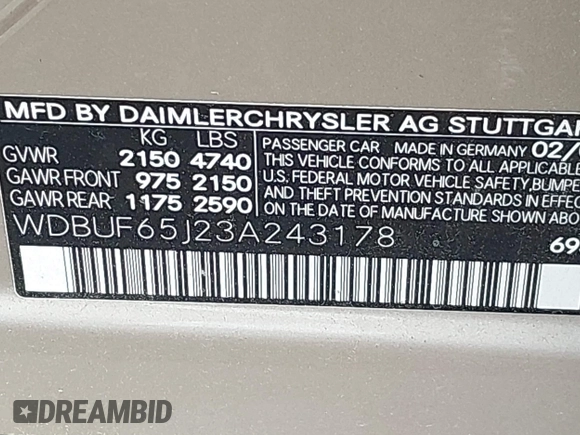 MFD BY DAIMLERCHRYSLER AG STUTTGA
KG LBS
GVWR 2150 4740
GAWR FRONT 975 2150
GAWR REAR 1175 2590
PASSENGER CAR MADE IN GERMANY 02/
THIS VEHICLE CONFORMS TO ALL APPLICABLE
U.S. FEDERAL MOTOR VEHICLE SAFETY, BUMPE
AND THEFT PREVENTION STANDARDS IN EFFE
ON THE DATE OF MANUFACTURE SHOWN ABO
WDBUF65J23A243178
69
DREAMBID